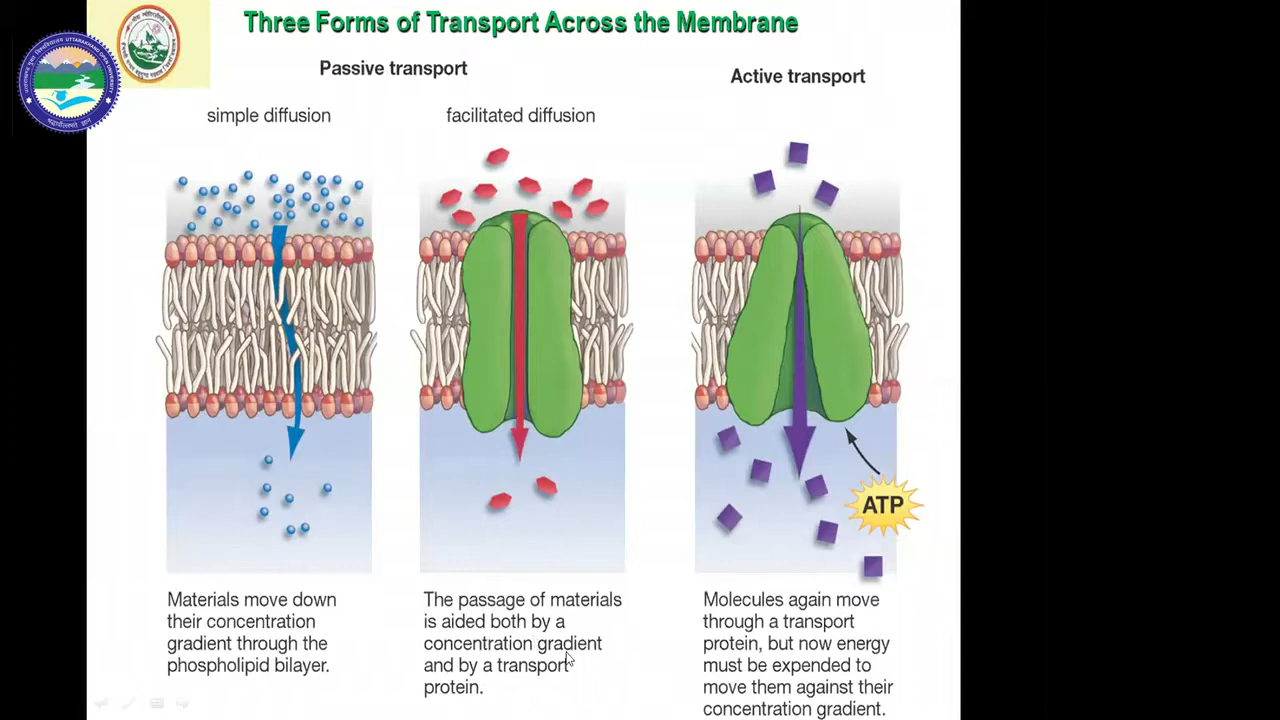 Three Forms of Transport Across the Membrane
Passive transport
Active transport
simple diffusion
facilitated diffusion
ATP
Materials move down
their concentration
gradient through the
phospholipid bilayer.
The passage of materials
is aided both by a
concentration gradient
and by a transport
protein.
Molecules again move
through a transport
protein, but now energy
must be expended to
move them against their
concentration gradient.